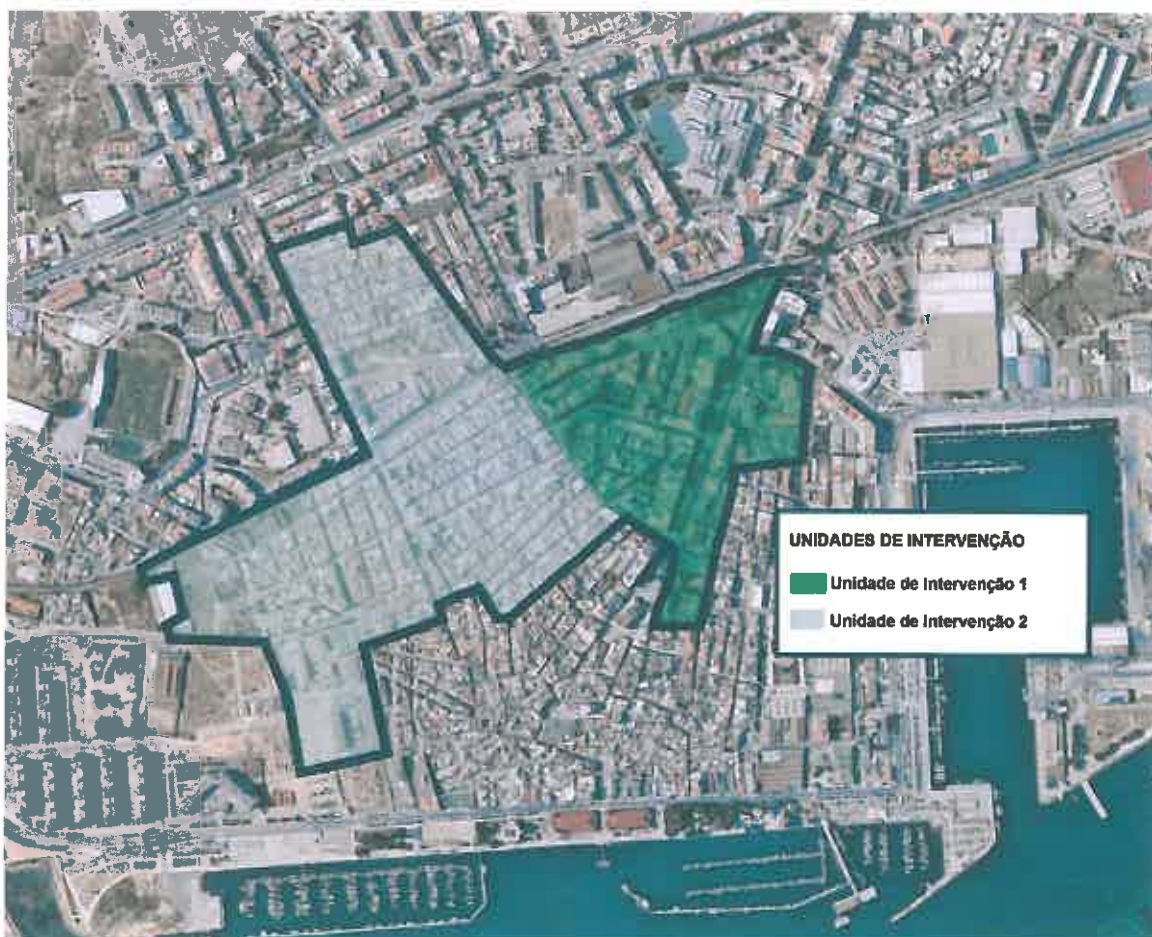 UNIDADES DE INTERVENÇÃO
Unidade de Intervenção 1
Unidade de Intervenção 2